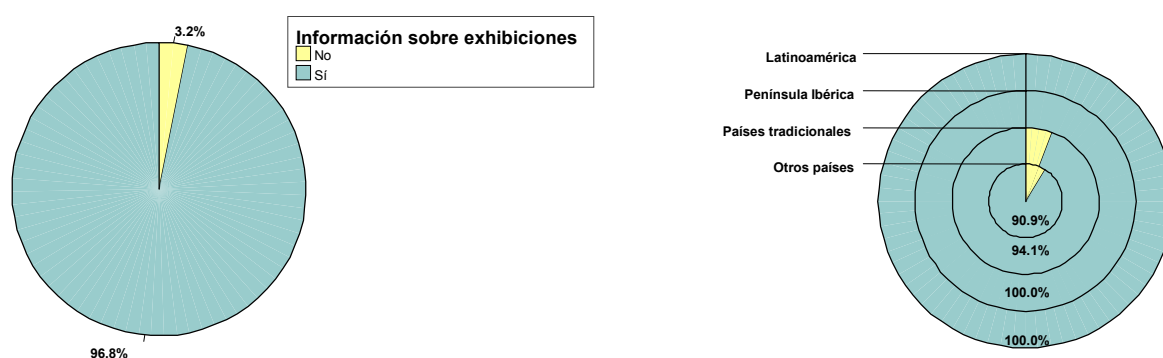 3.2%
Información sobre exhibiciones
No
Sí
96.8%
Latinoamérica
Península Ibérica
Países tradicionales
Otros países
90.9%
94.1%
100.0%
100.0%